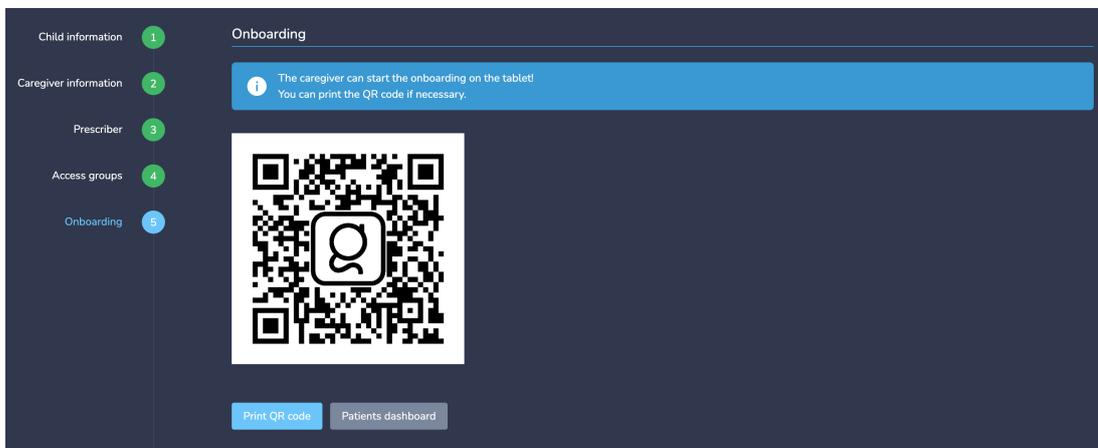 Child information 1
Caregiver information 2
Prescriber 3
Access groups 4
Onboarding 5
Onboarding
The caregiver can start the onboarding on the tablet!
You can print the QR code if necessary.
Print QR code
Patients dashboard